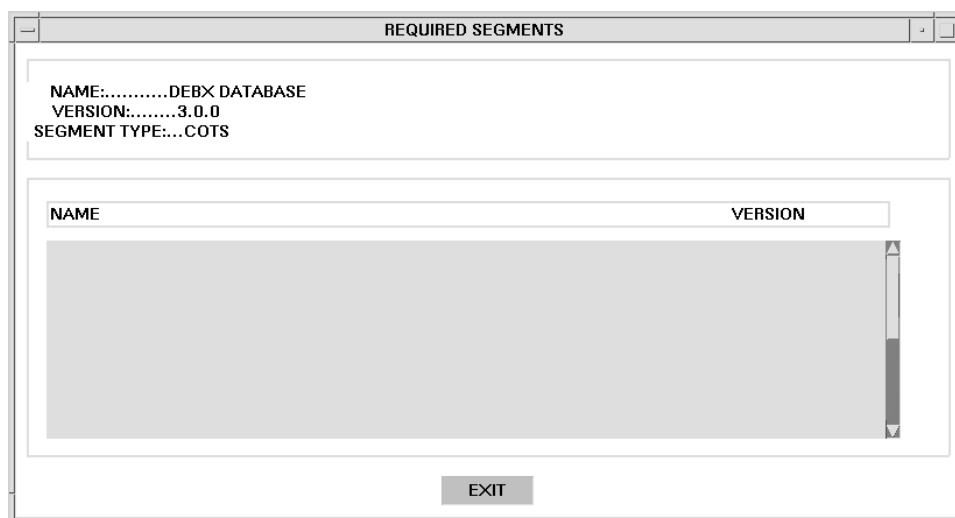 REQUIRED SEGMENTS
NAME:...........DEBX DATABASE
VERSION:........3.0.0
SEGMENT TYPE:...COTS
NAME VERSION
EXIT